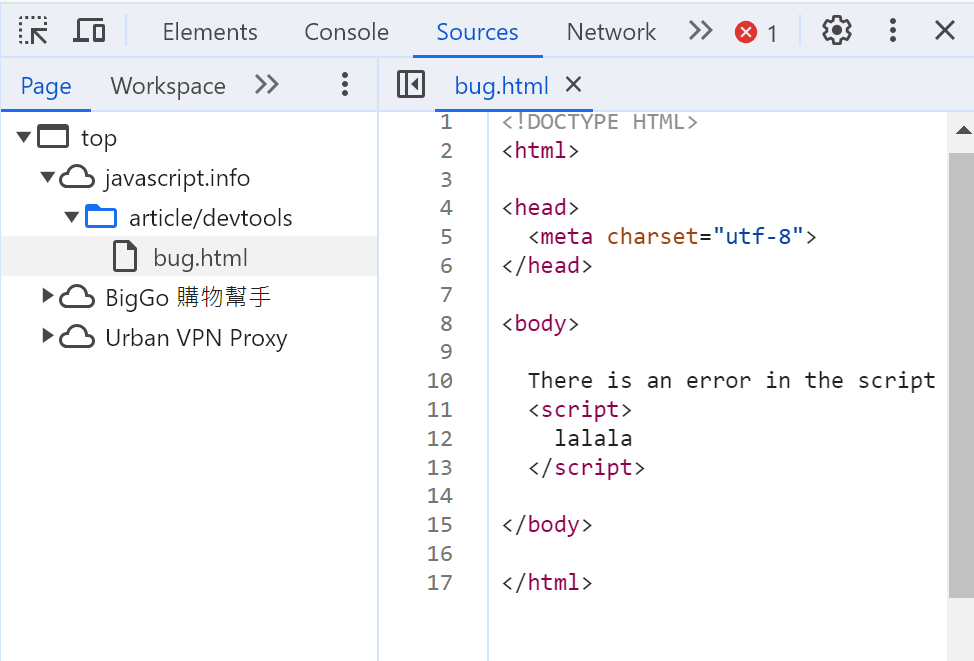 Elements Console Sources Network 1
Page Workspace bug.html
top
javascript.info
article/devtools
bug.html
BigGo 購物幫手
Urban VPN Proxy
1 <!DOCTYPE HTML>
2 <html>
3
4 <head>
5   <meta charset="utf-8">
6 </head>
7
8 <body>
9
10   There is an error in the script
11   <script>
12     lalala
13   </script>
14
15 </body>
16
17 </html>